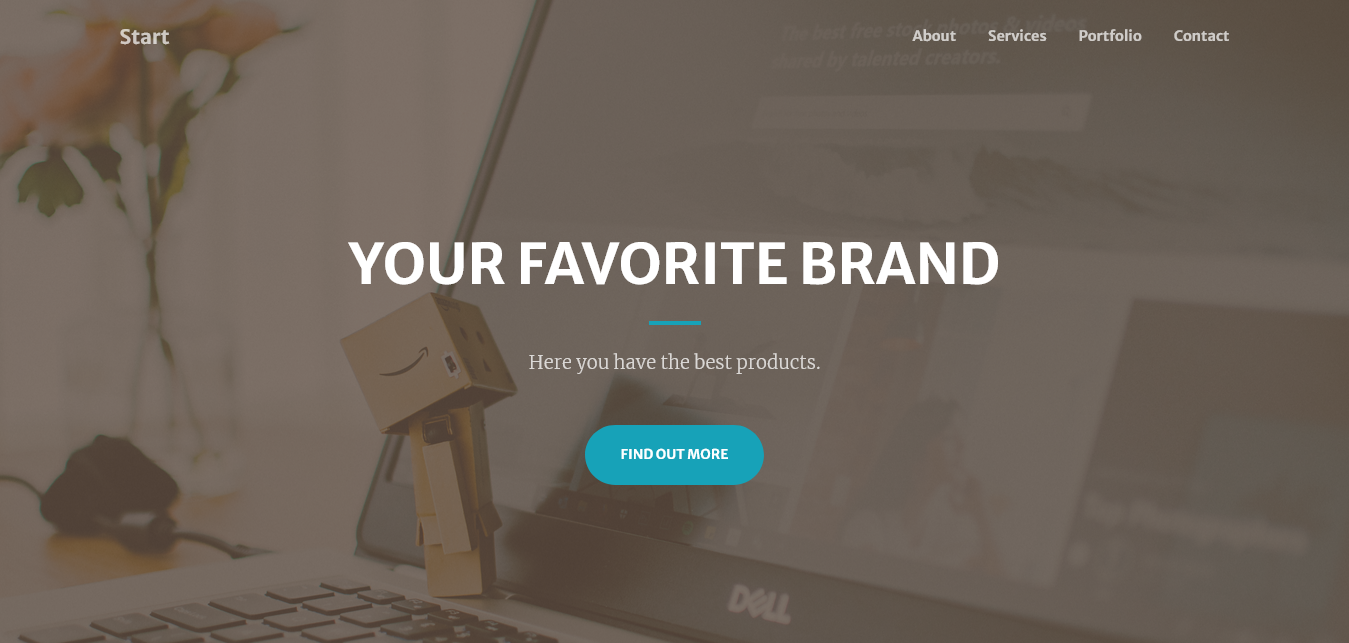 Start
About
Services
Portfolio
Contact
The best free stock photos & videos
shared by talented creators.
YOUR FAVORITE BRAND
Here you have the best products.
FIND OUT MORE
DELL